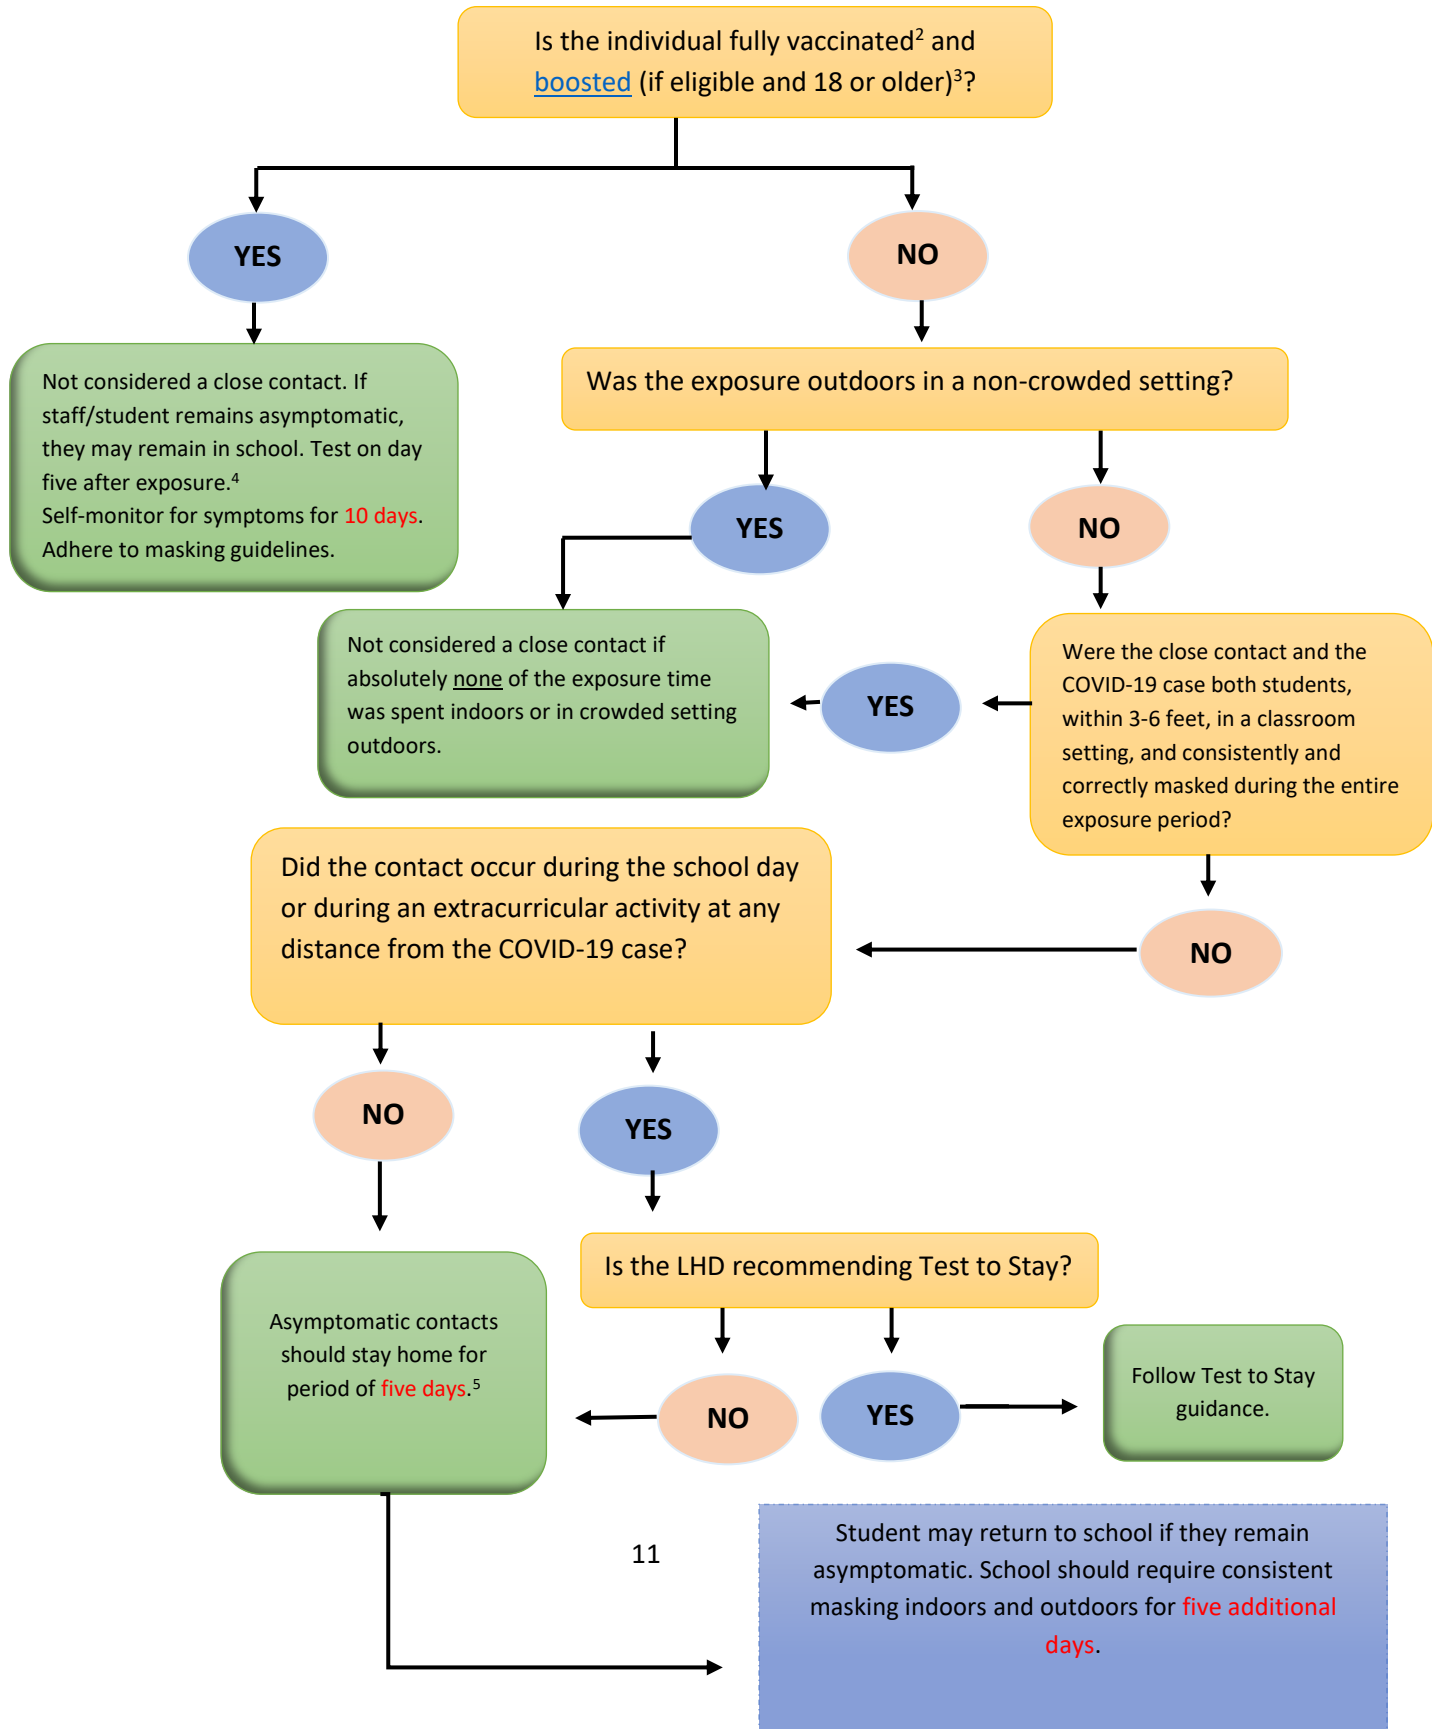 Is the individual fully vaccinated² and
boosted (if eligible and 18 or older)³?
YES
NO
Not considered a close contact. If
staff/student remains asymptomatic,
they may remain in school. Test on day
five after exposure.⁴
Self-monitor for symptoms for 10 days.
Adhere to masking guidelines.
Was the exposure outdoors in a non-crowded setting?
YES
NO
Not considered a close contact if
absolutely none of the exposure time
was spent indoors or in crowded setting
outdoors.
YES
Were the close contact and the
COVID-19 case both students,
within 3-6 feet, in a classroom
setting, and consistently and
correctly masked during the entire
exposure period?
Did the contact occur during the school day
or during an extracurricular activity at any
distance from the COVID-19 case?
NO
NO
YES
Is the LHD recommending Test to Stay?
Asymptomatic contacts
should stay home for
period of five days.⁵
NO
YES
Follow Test to Stay
guidance.
11
Student may return to school if they remain
asymptomatic. School should require consistent
masking indoors and outdoors for five additional
days.